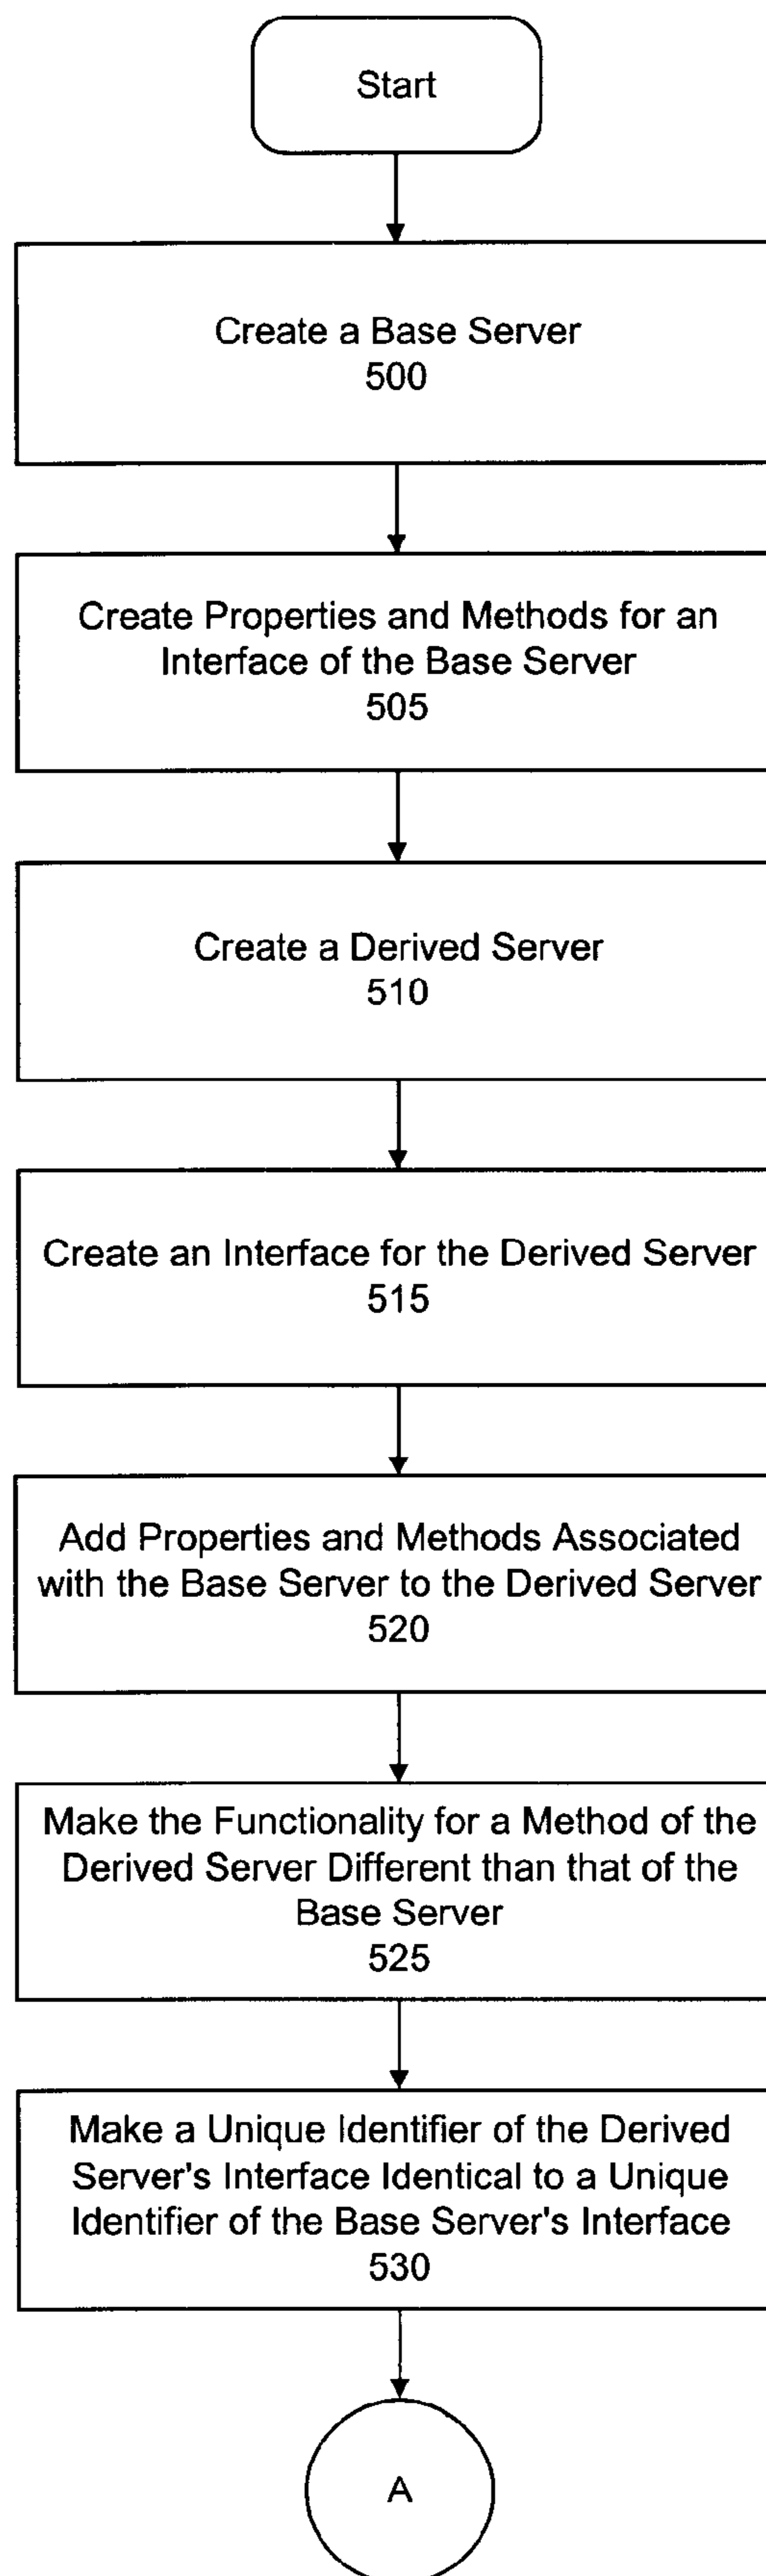 Start
Create a Base Server
500
Create Properties and Methods for an
Interface of the Base Server
505
Create a Derived Server
510
Create an Interface for the Derived Server
515
Add Properties and Methods Associated
with the Base Server to the Derived Server
520
Make the Functionality for a Method of the
Derived Server Different than that of the
Base Server
525
Make a Unique Identifier of the Derived
Server's Interface Identical to a Unique
Identifier of the Base Server's Interface
530
A